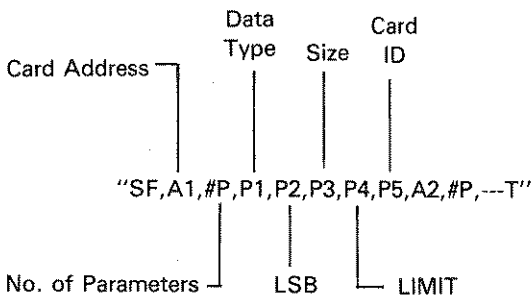 Data
Type
Size
Card
ID
Card Address
"SF,A1,#P,P1,P2,P3,P4,P5,A2,#P,---T"
No. of Parameters
LSB
LIMIT